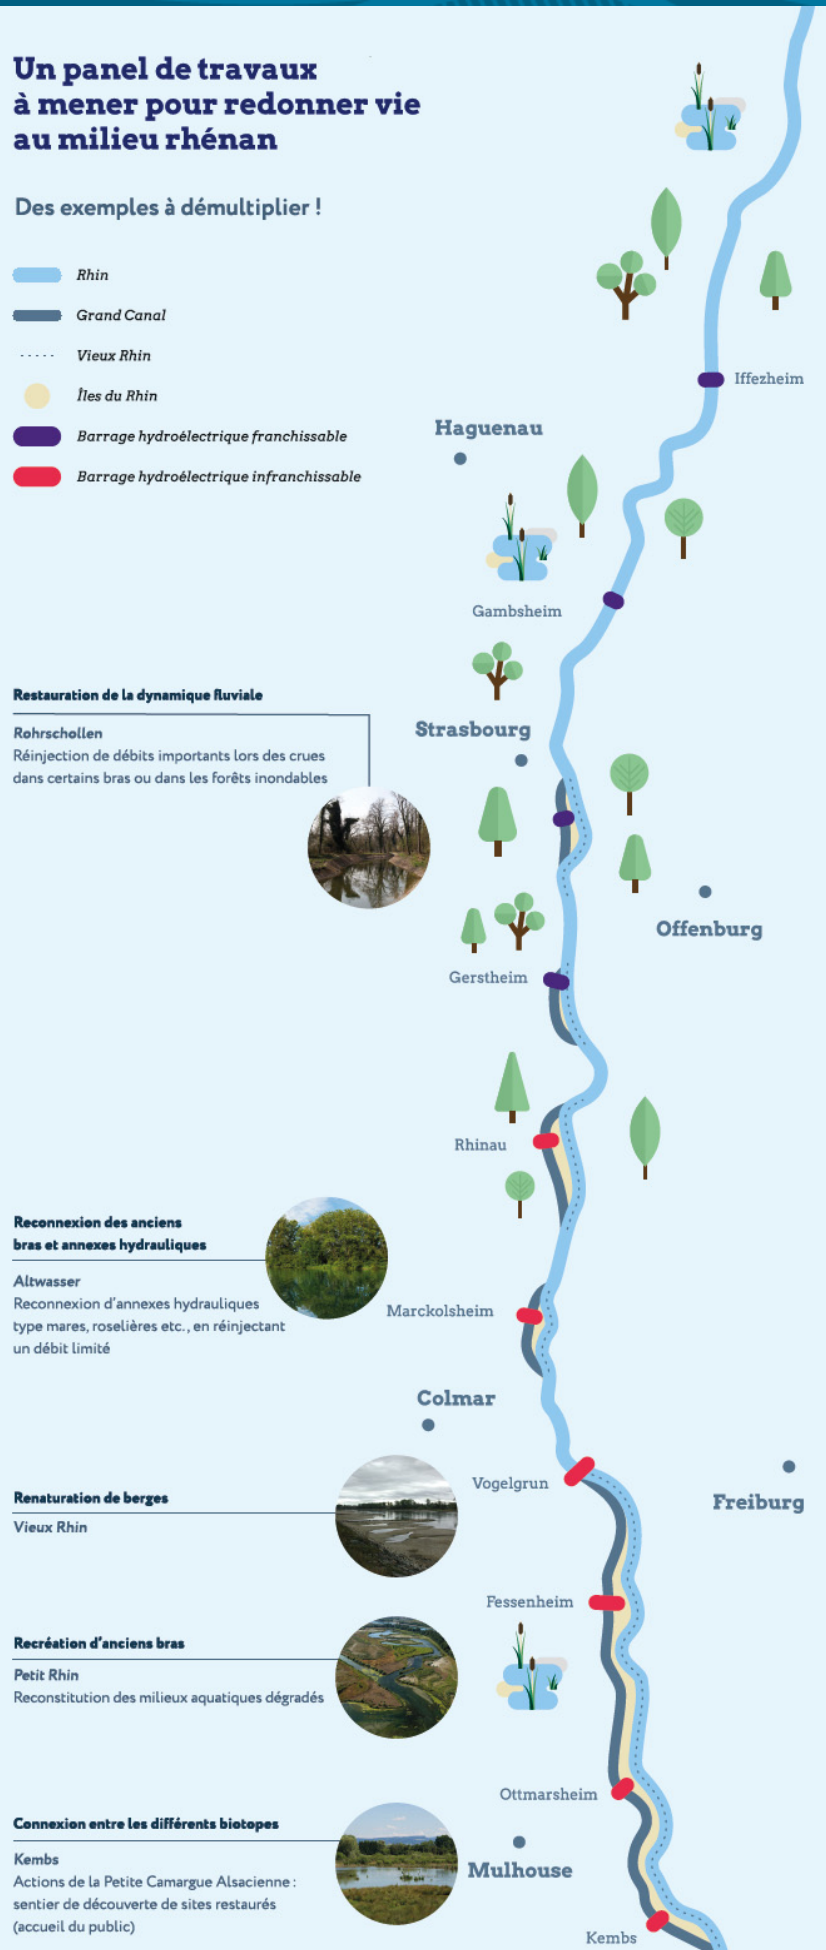 Un panel de travaux
à mener pour redonner vie
au milieu rhénan
Des exemples à démultiplier !
Rhin
Grand Canal
Vieux Rhin
Îles du Rhin
Barrage hydroélectrique franchissable
Barrage hydroélectrique infranchissable
Iffezheim
Haguenau
Gambsheim
Restauration de la dynamique fluviale
Rohrschollen
Réinjection de débits importants lors des crues
dans certains bras ou dans les forêts inondables
Strasbourg
Offenburg
Gerstheim
Rhinau
Reconnexion des anciens
bras et annexes hydrauliques
Altwasser
Reconnexion d'annexes hydrauliques
type mares, roselières etc., en réinjectant
un débit limité
Marckolsheim
Colmar
Vogelgrun
Freiburg
Renaturation de berges
Vieux Rhin
Fessenheim
Recréation d'anciens bras
Petit Rhin
Reconstitution des milieux aquatiques dégradés
Ottmarsheim
Connexion entre les différents biotopes
Kembs
Actions de la Petite Camargue Alsacienne :
sentier de découverte de sites restaurés
(accueil du public)
Mulhouse
Kembs